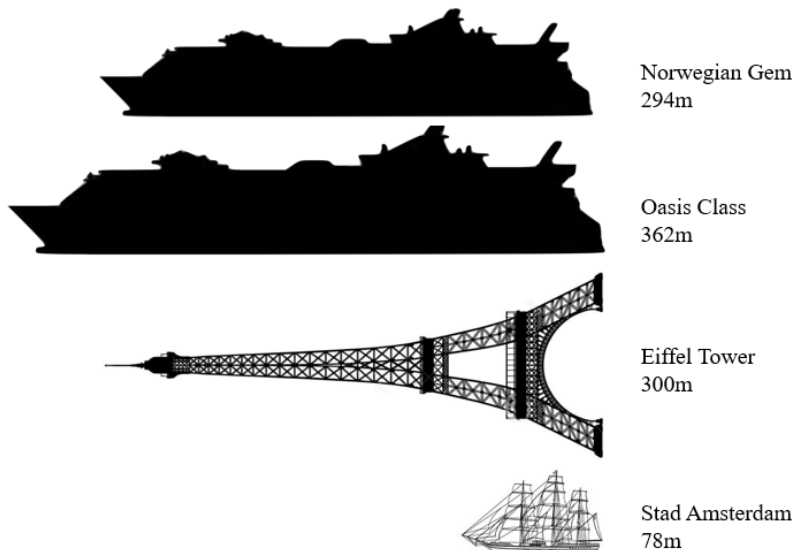 Norwegian Gem
294m
Oasis Class
362m
Eiffel Tower
300m
Stad Amsterdam
78m